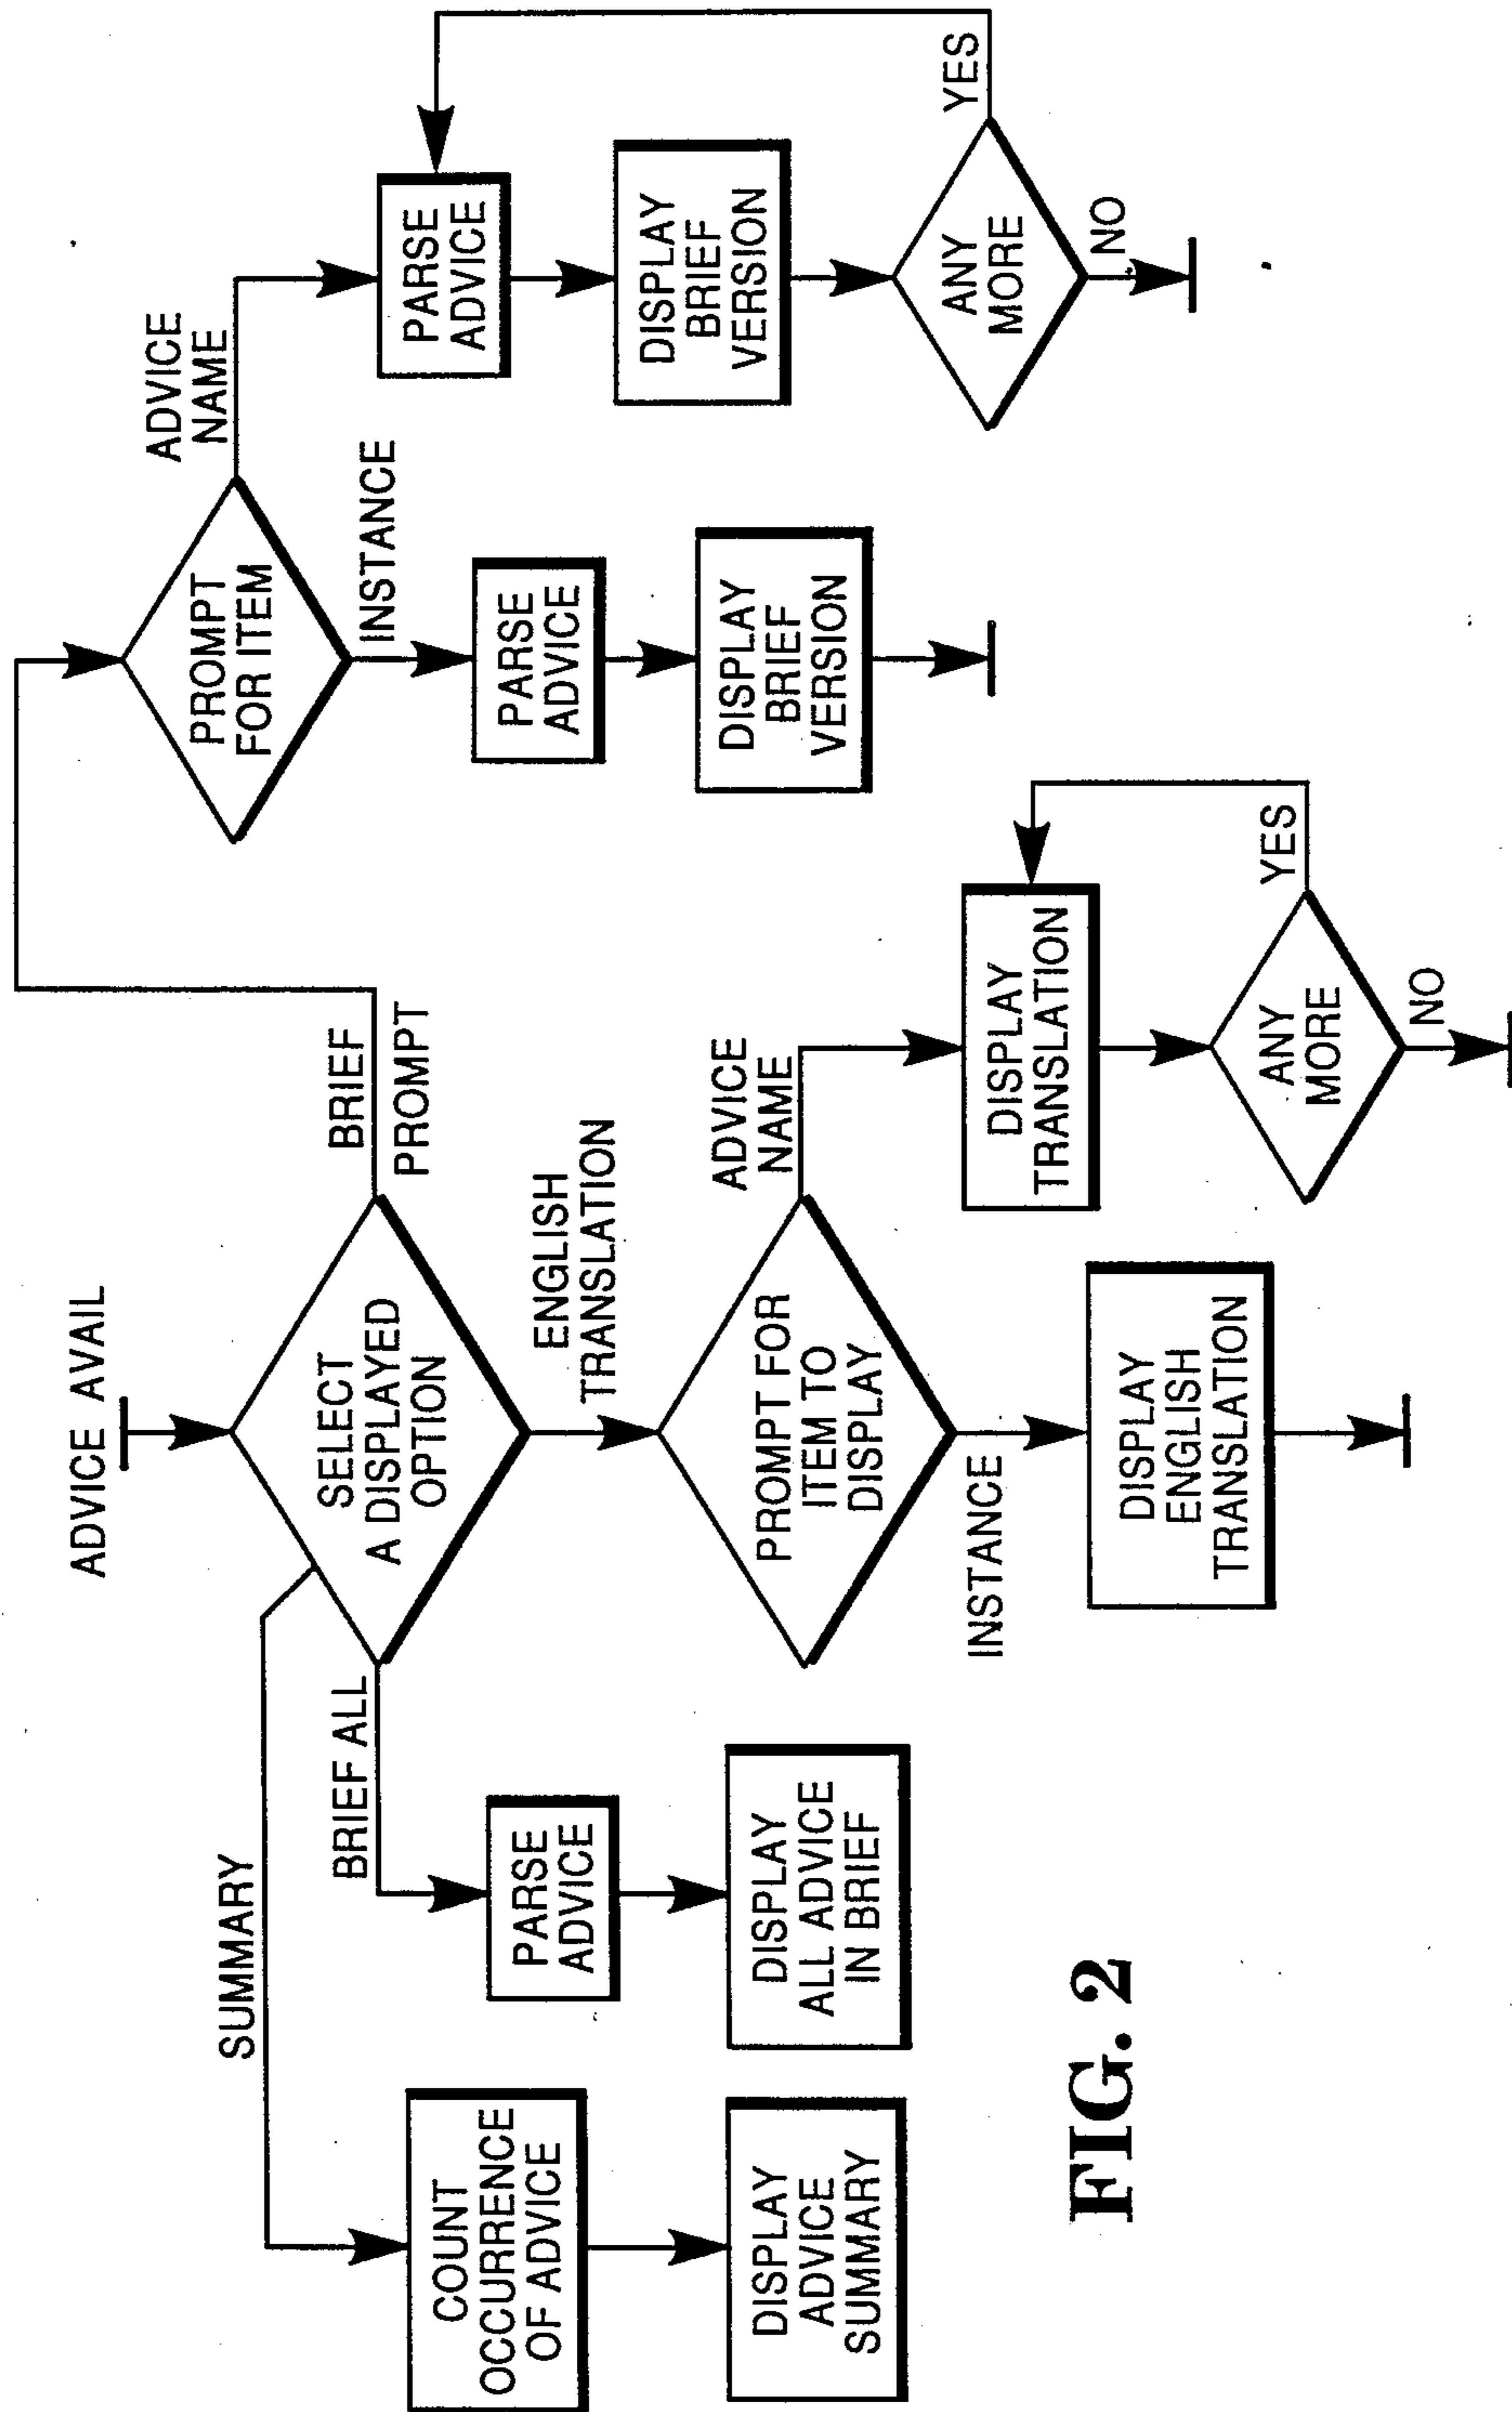 ADVICE AVAIL
SELECT
A DISPLAYED
OPTION
SUMMARY
COUNT
OCCURRENCE
OF ADVICE
DISPLAY
ADVICE
SUMMARY
BRIEF ALL
PARSE
ADVICE
DISPLAY
ALL ADVICE
IN BRIEF
ENGLISH
TRANSLATION
PROMPT FOR
ITEM TO
DISPLAY
INSTANCE
DISPLAY
ENGLISH
TRANSLATION
ADVICE
NAME
DISPLAY
TRANSLATION
ANY
MORE
YES
NO
BRIEF
PROMPT
PROMPT
FOR ITEM
INSTANCE
PARSE
ADVICE
DISPLAY
BRIEF
VERSION
ADVICE
NAME
PARSE
ADVICE
DISPLAY
BRIEF
VERSION
ANY
MORE
YES
NO
FIG. 2